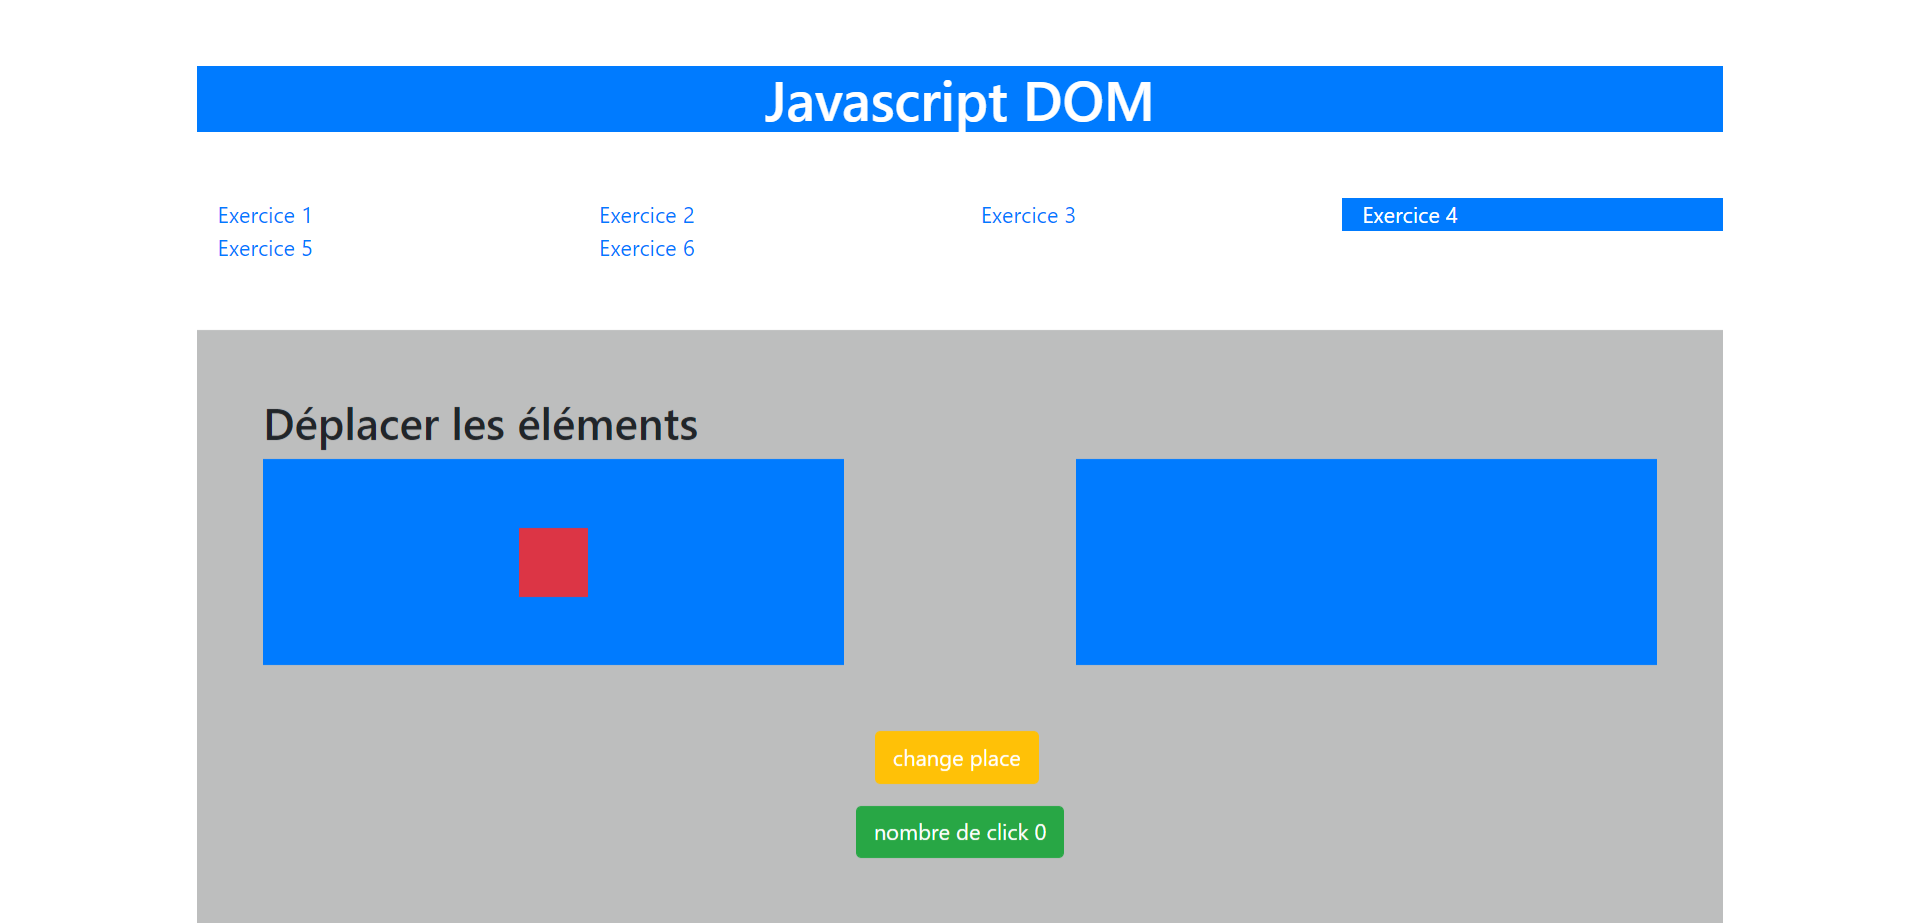 Javascript DOM
Exercice 1 Exercice 2 Exercice 3 Exercice 4
Exercice 5 Exercice 6
Déplacer les éléments
change place
nombre de click 0